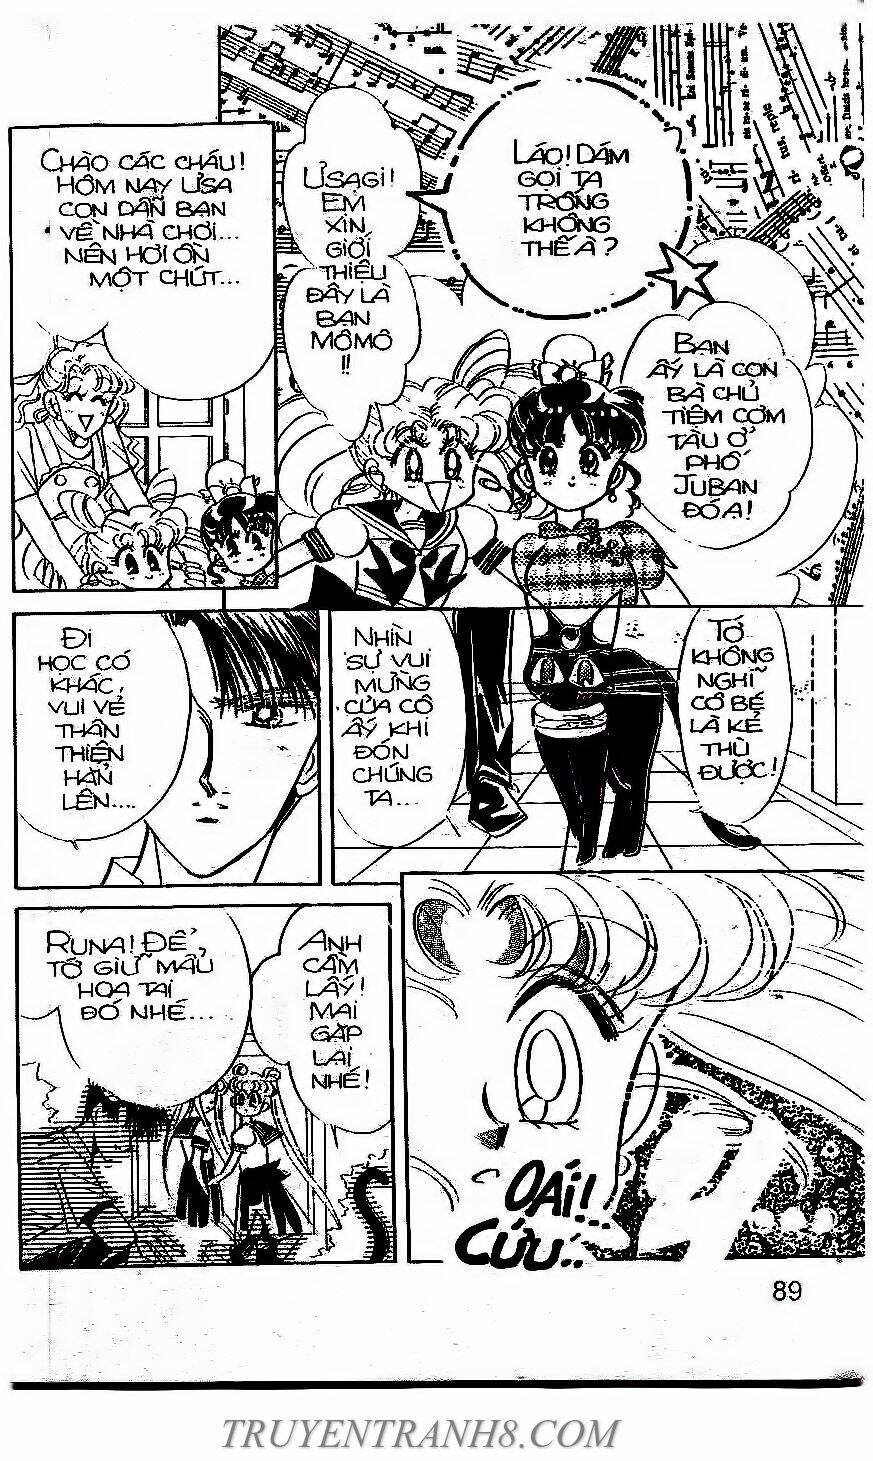 CHÀO CÁC CHÁU!
HÔM NAY ƯSA
CON DẪN BẠN
VỀ NHÀ CHƠI...
NÊN HƠI ỒN
MỘT CHÚT...
ƯSAGI!
EM
XIN
GIỚI
THIỆU
ĐÂY LÀ
BẠN
MÔMÔ
!!
LÁO! DÁM
GỌI TA
TRỐNG
KHÔNG
THẾ À?
BẠN
ẤY LÀ CON
BÀ CHỦ
TIỆM CƠM
TÀU Ở
PHỐ
JUBAN
ĐÓA!
ĐI
HỌC CÓ
KHÁC,
VUI VẺ
THÂN
THIỆN
HẲN
LÊN....
NHÌN
SỰ VUI
MỪNG
CỦA CÔ
ẤY KHI
ĐÓN
CHÚNG
TA...
TỚ
KHÔNG
NGHĨ
CÔ BÉ
LÀ KẺ
THÙ
ĐƯỢC!
RUNA! ĐỂ
TỚ GIỮ MẨU
HOA TAI
ĐÓ NHÉ...
ANH
CẦM
LẤY!
MAI
GẶP
LẠI
NHÉ!
OÁI!...
CỨU..
89
TRUYENTRANH8.COM